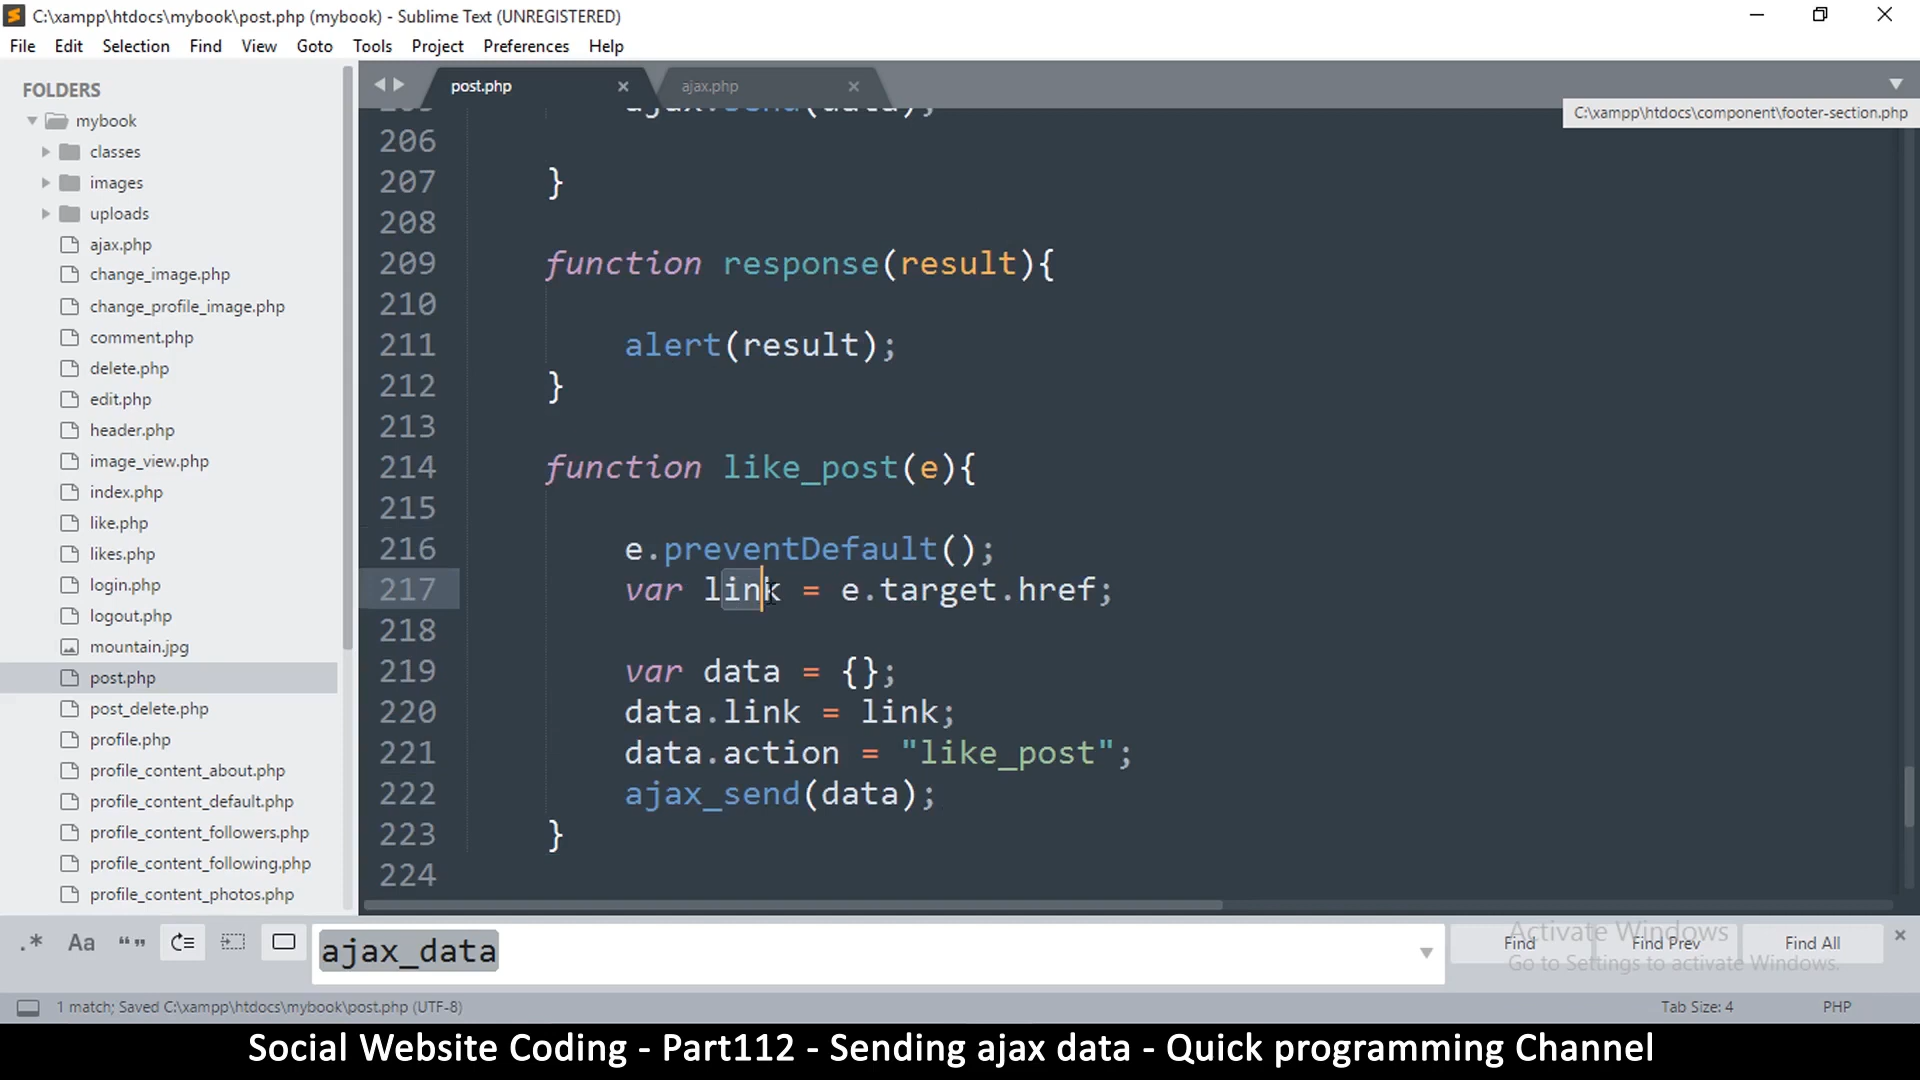 C:\xampp\htdocs\mybook\post.php (mybook) - Sublime Text (UNREGISTERED)
File Edit Selection Find View Goto Tools Project Preferences Help
FOLDERS
mybook
classes
images
uploads
ajax.php
change_image.php
change_profile_image.php
comment.php
delete.php
edit.php
header.php
image_view.php
index.php
like.php
likes.php
login.php
logout.php
mountain.jpg
post.php
post_delete.php
profile.php
profile_content_about.php
profile_content_default.php
profile_content_followers.php
profile_content_following.php
profile_content_photos.php
post.php ajax.php
C:\xampp\htdocs\component\footer-section.php
205 ajax.send(data);
206
207 }
208
209 function response(result){
210
211 alert(result);
212 }
213
214 function like_post(e){
215
216 e.preventDefault();
217 var link = e.target.href;
218
219 var data = {};
220 data.link = link;
221 data.action = "like_post";
222 ajax_send(data);
223 }
224
.* Aa “” ajax_data Find Find Prev Find All
Activate Windows
Go to Settings to activate Windows.
1 match; Saved C:\xampp\htdocs\mybook\post.php (UTF-8) Tab Size: 4 PHP
Social Website Coding - Part112 - Sending ajax data - Quick programming Channel